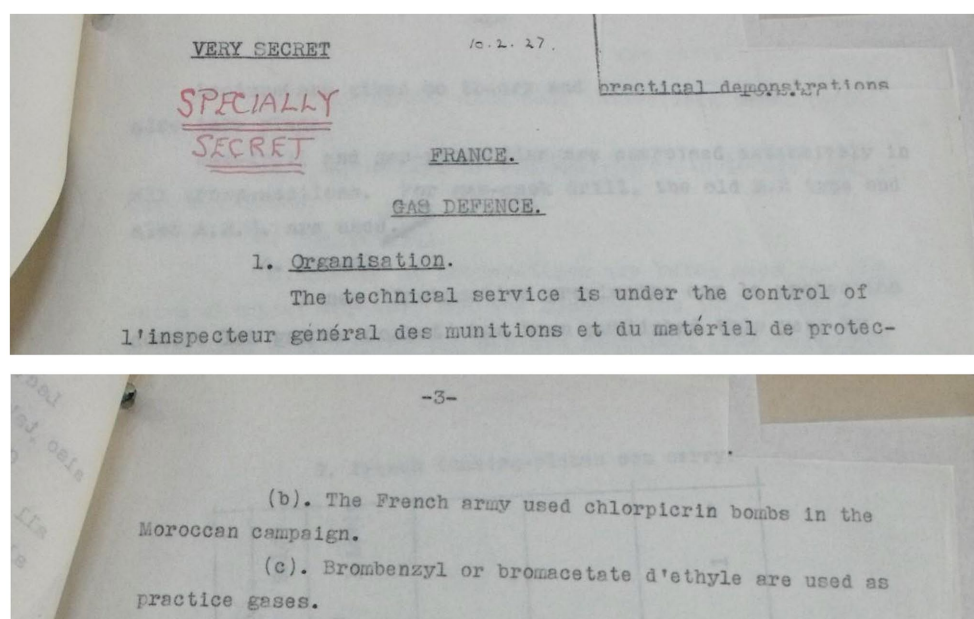 VERY SECRET
10.2.27.
practical demonstrations
SPECIALLY
SECRET
FRANCE.
GAS DEFENCE.
1. Organisation.
The technical service is under the control of
l'inspecteur général des munitions et du matériel de protec-
-3-
(b). The French army used chlorpicrin bombs in the
Moroccan campaign.
(c). Brombenzyl or bromacetate d'ethyle are used as
practice gases.